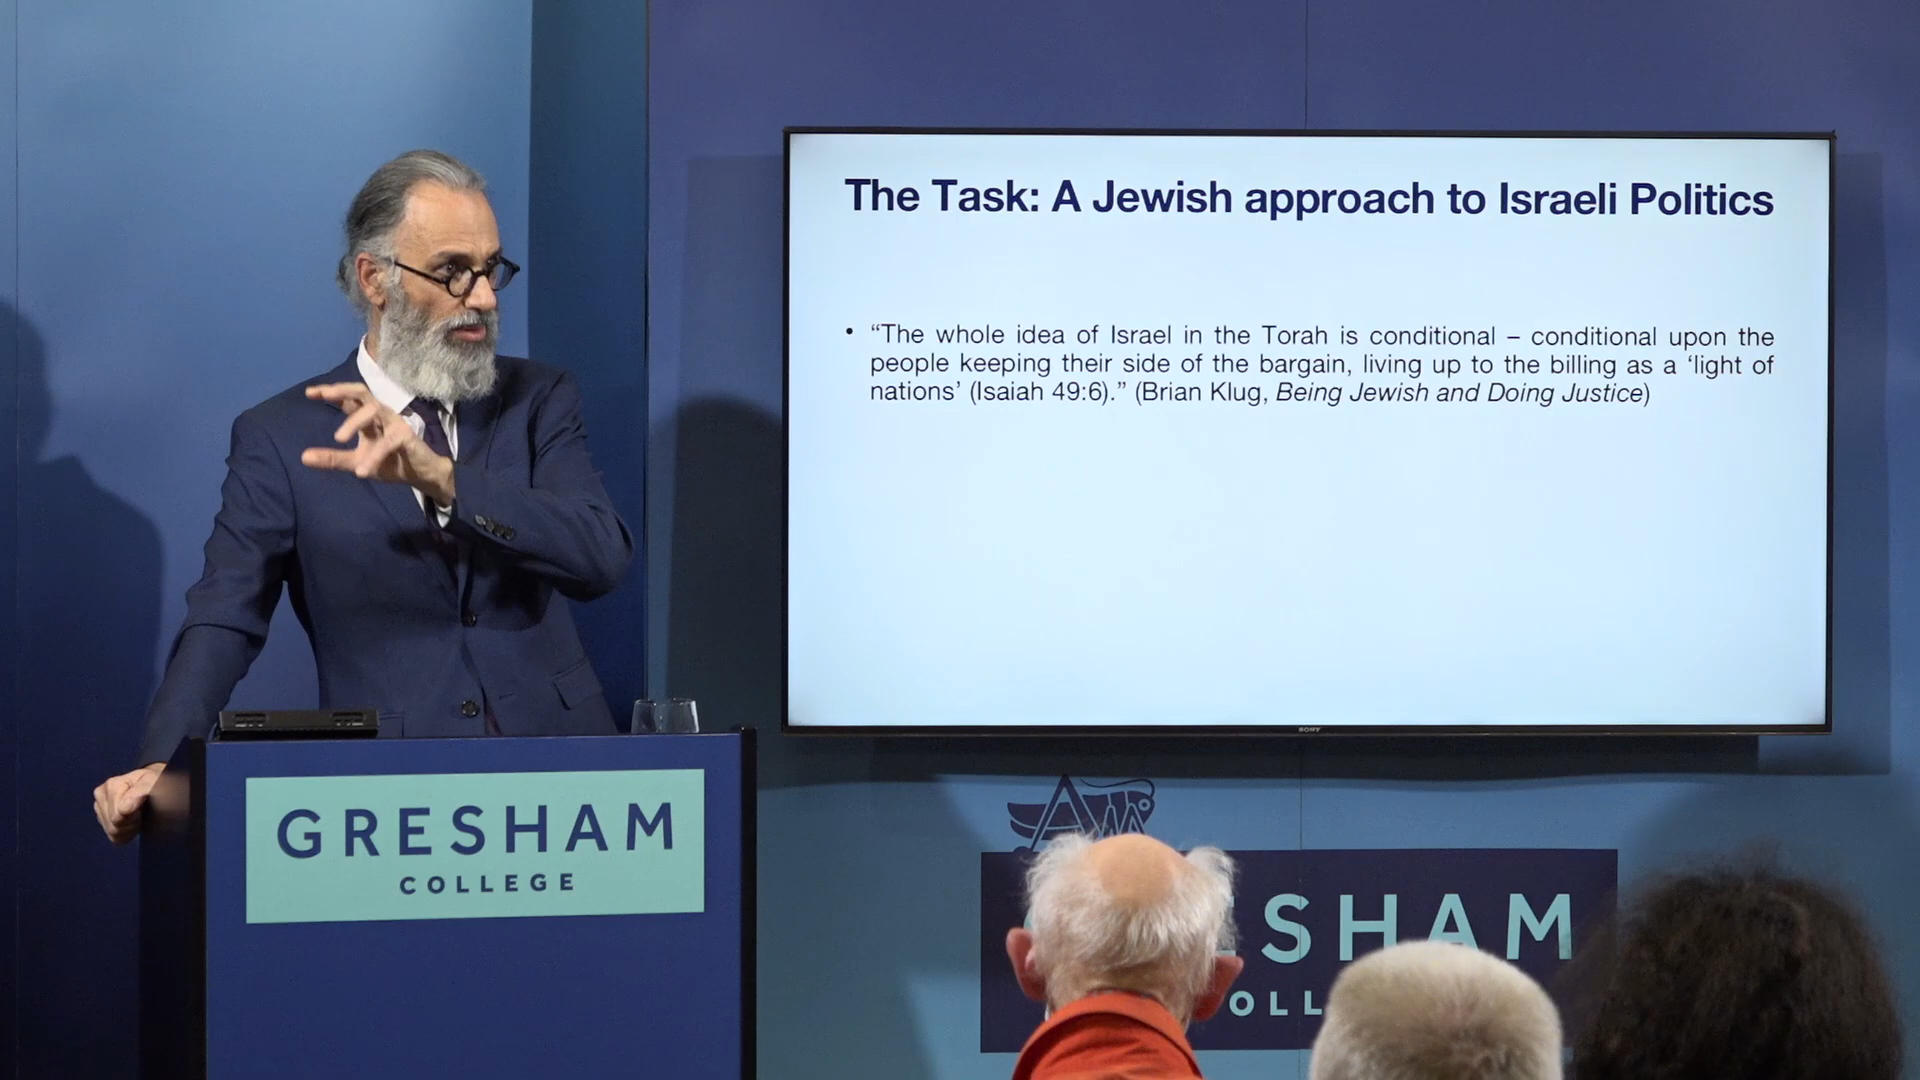 The Task: A Jewish approach to Israeli Politics
• “The whole idea of Israel in the Torah is conditional – conditional upon the
people keeping their side of the bargain, living up to the billing as a ‘light of
nations’ (Isaiah 49:6).” (Brian Klug, Being Jewish and Doing Justice)
SONY
GRESHAM
COLLEGE
ESHAM
OLL